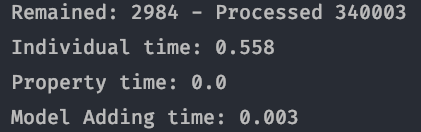 Remained: 2984 - Processed 340003
Individual time: 0.558
Property time: 0.0
Model Adding time: 0.003